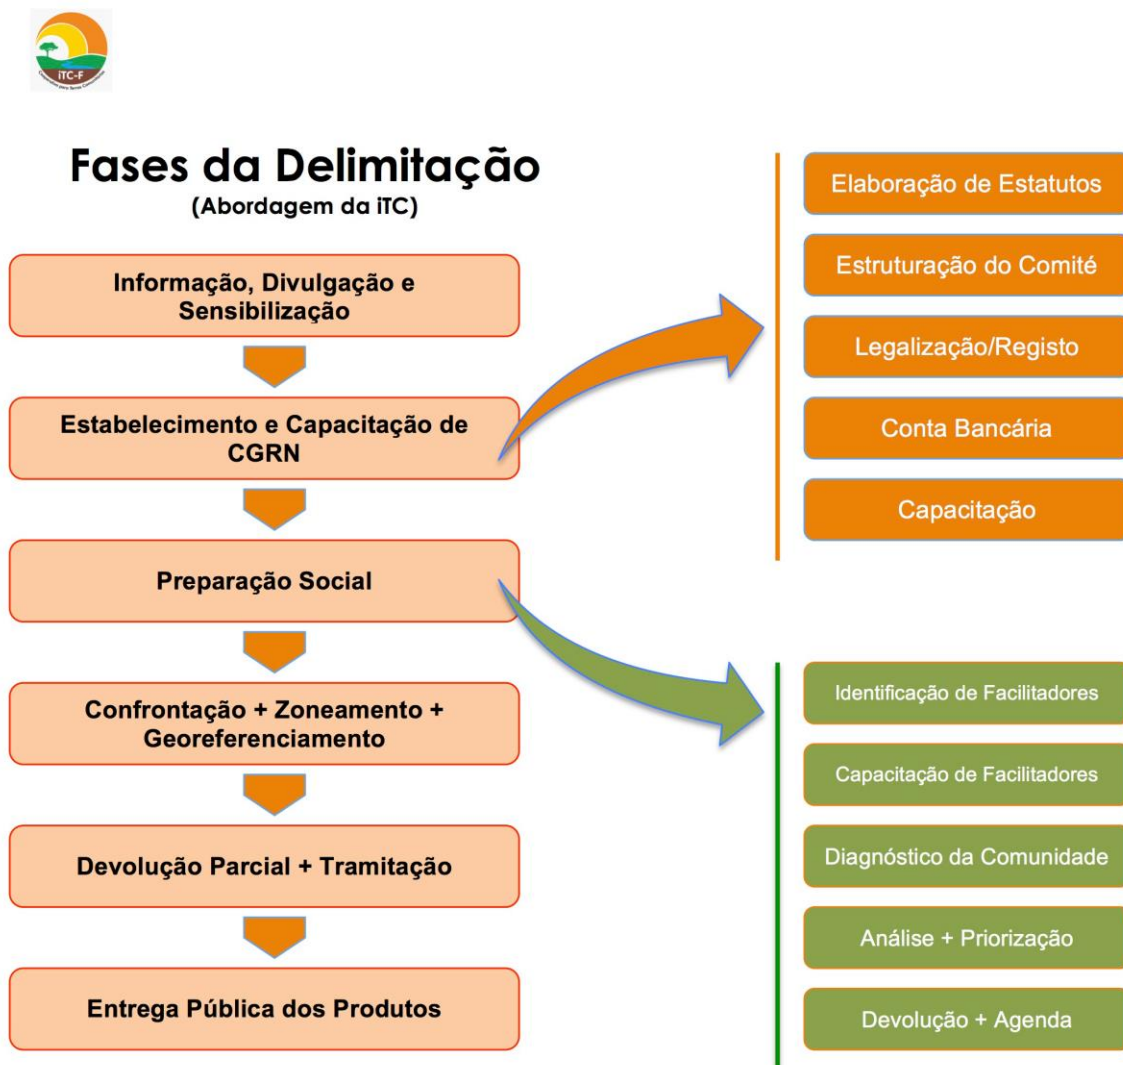 iTC-F
Fases da Delimitação
(Abordagem da iTC)
Informação, Divulgação e
Sensibilização
Estabelecimento e Capacitação de
CGRN
Preparação Social
Confrontação + Zoneamento +
Georeferenciamento
Devolução Parcial + Tramitação
Entrega Pública dos Produtos
Elaboração de Estatutos
Estruturação do Comité
Legalização/Registo
Conta Bancária
Capacitação
Identificação de Facilitadores
Capacitação de Facilitadores
Diagnóstico da Comunidade
Análise + Priorização
Devolução + Agenda